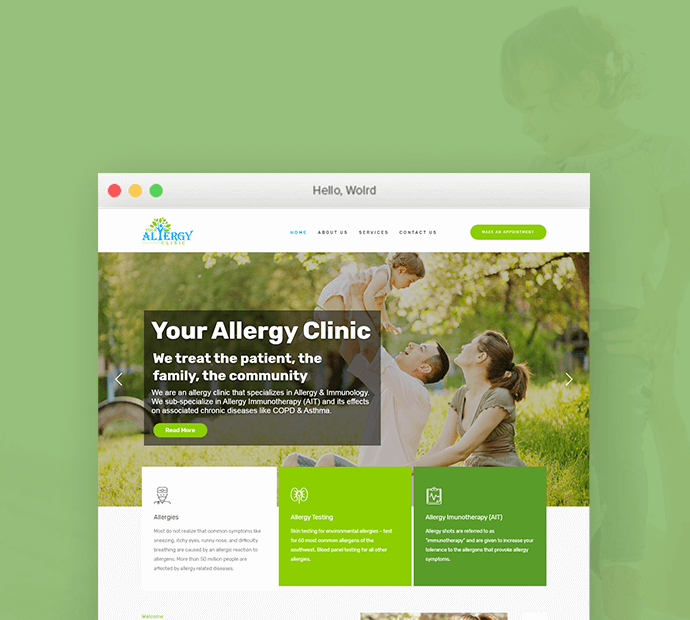 Hello, Wolrd
ALLERGY
CLINIC
HOME ABOUT US SERVICES CONTACT US MAKE AN APPOINTMENT
Your Allergy Clinic
We treat the patient, the
family, the community
We are an allergy clinic that specializes in Allergy & Immunology.
We sub-specialize in Allergy Immunotherapy (AIT) and its effects
on associated chronic diseases like COPD & Asthma.
Read More
Allergies
Most do not realize that common symptoms like
sneezing, itchy eyes, runny nose, and difficulty
breathing are caused by an allergic reaction to
allergens. More than 50 million people are
affected by allergy related diseases.
Allergy Testing
Skin testing for environmental allergies - test
for 60 most common allergens of the
southwest. Blood panel testing for all other
allergies.
Allergy Imunotherapy (AIT)
Allergy shots are referred to as
"immunotherapy" and are given to increase your
tolerance to the allergens that provoke allergy
symptoms.
Welcome